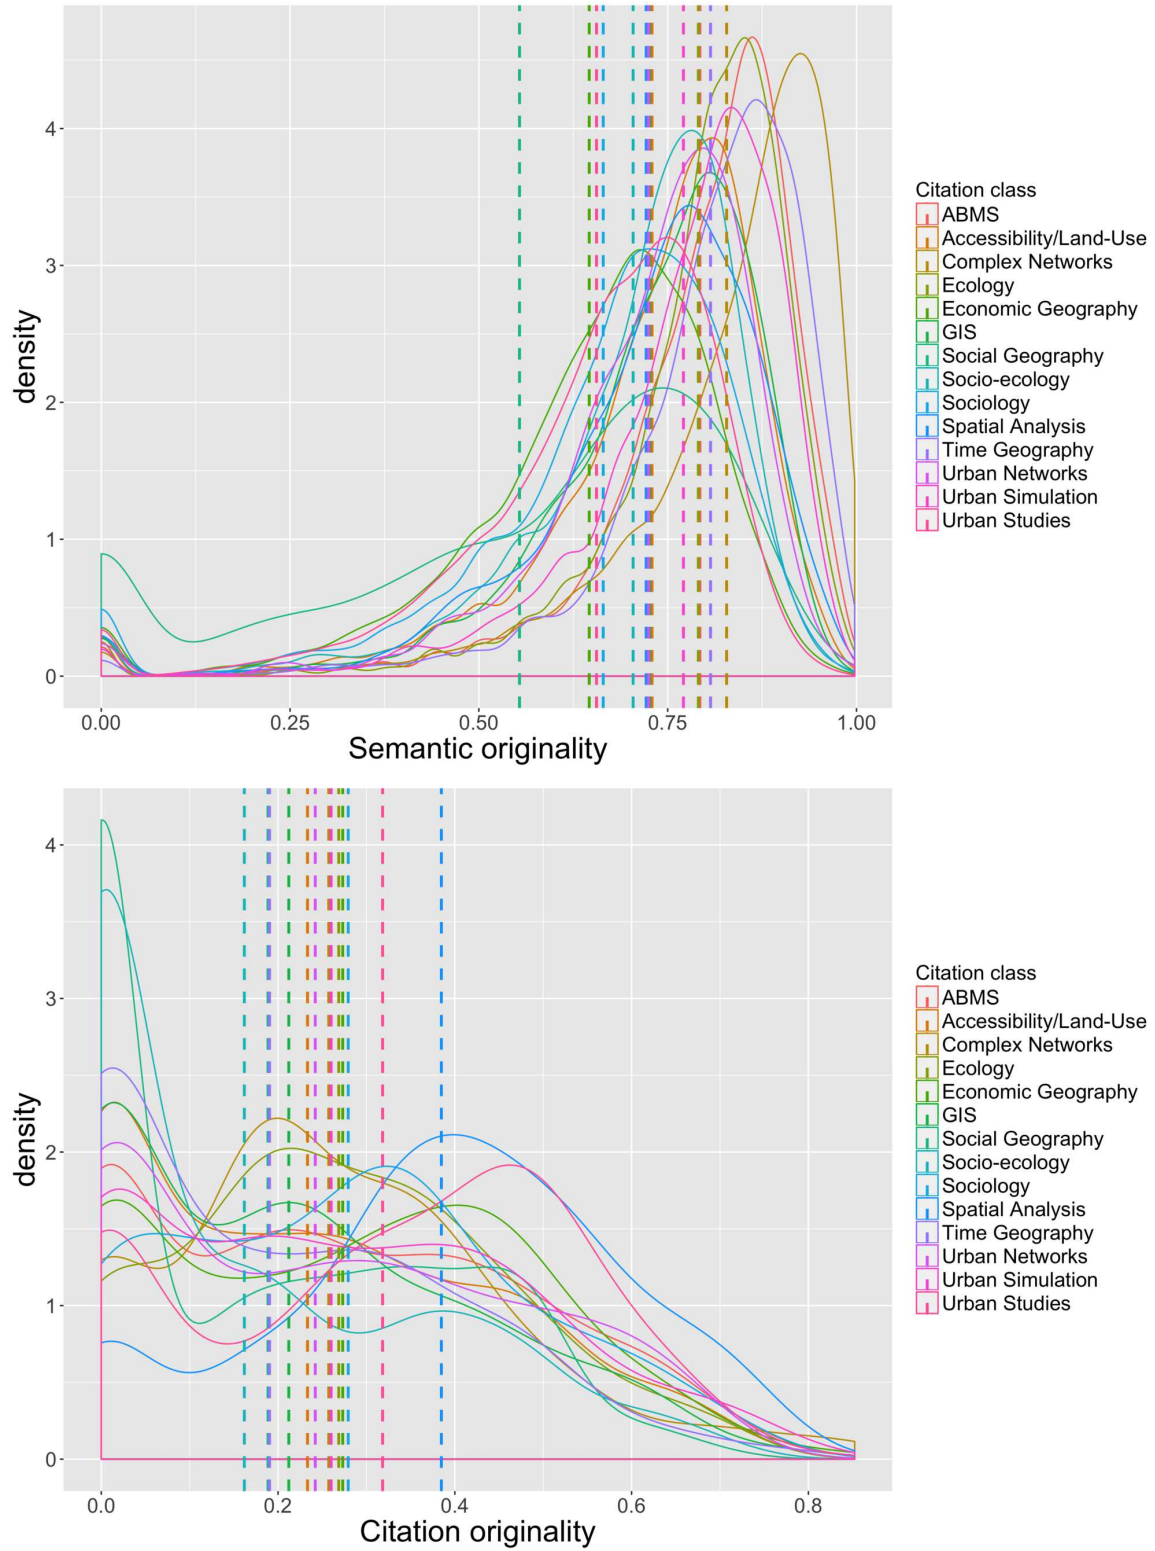 density
4
3
2
1
0
0.00 0.25 0.50 0.75 1.00
Semantic originality
Citation class
ABMS
Accessibility/Land-Use
Complex Networks
Ecology
Economic Geography
GIS
Social Geography
Socio-ecology
Sociology
Spatial Analysis
Time Geography
Urban Networks
Urban Simulation
Urban Studies
density
4
3
2
1
0
0.0 0.2 0.4 0.6 0.8
Citation originality
Citation class
ABMS
Accessibility/Land-Use
Complex Networks
Ecology
Economic Geography
GIS
Social Geography
Socio-ecology
Sociology
Spatial Analysis
Time Geography
Urban Networks
Urban Simulation
Urban Studies